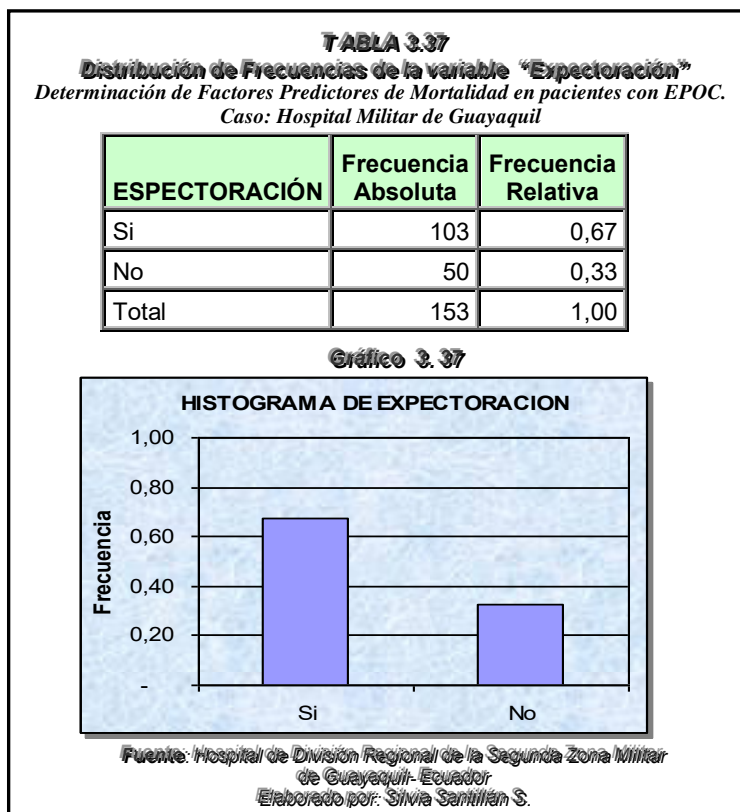 TABLA 3.37
Distribución de Frecuencias de la variable "Expectoración"
Determinación de Factores Predictores de Mortalidad en pacientes con EPOC.
Caso: Hospital Militar de Guayaquil
ESPECTORACIÓN Frecuencia Absoluta Frecuencia Relativa
Si 103 0,67
No 50 0,33
Total 153 1,00
Gráfico 3. 37
HISTOGRAMA DE EXPECTORACION
Frecuencia
1,00
0,80
0,60
0,40
0,20
-
Si No
Fuente: Hospital de División Regional de la Segunda Zona Militar
de Guayaquil- Ecuador
Elaborado por: Silvia Santillán S.